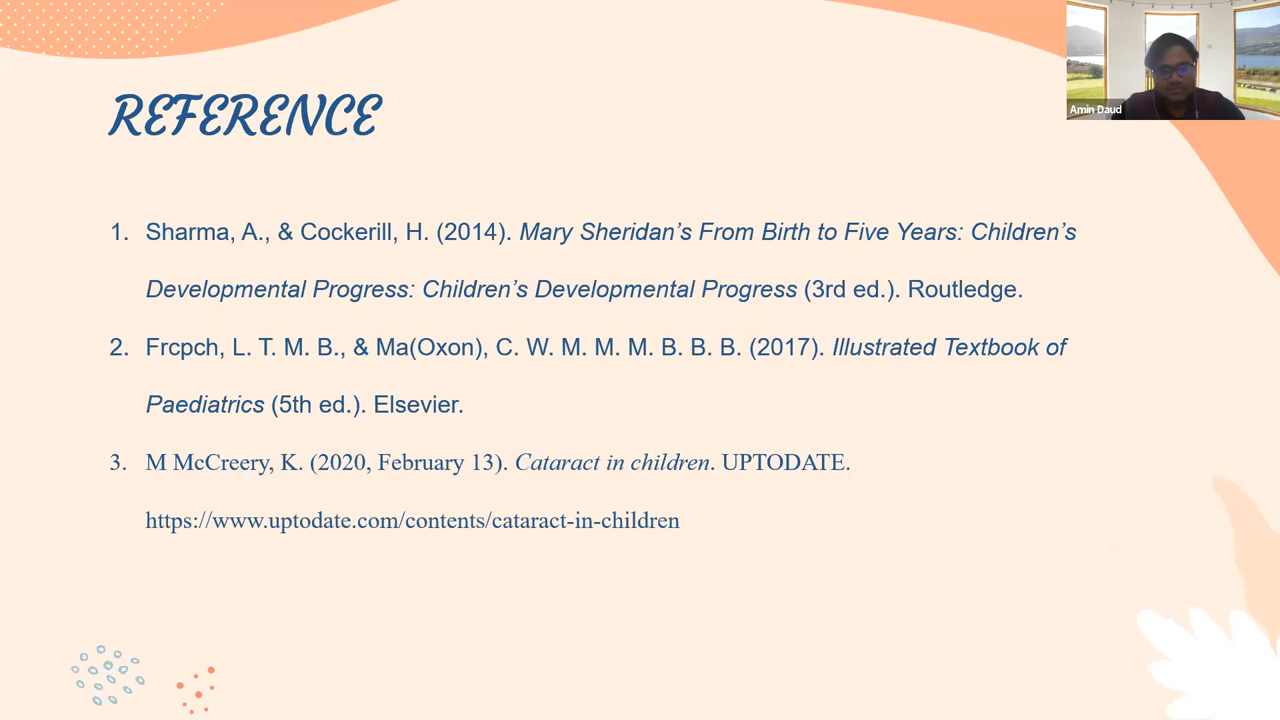 REFERENCE
Amin Daud
1. Sharma, A., & Cockerill, H. (2014). Mary Sheridan’s From Birth to Five Years: Children’s
Developmental Progress: Children’s Developmental Progress (3rd ed.). Routledge.
2. Frcpch, L. T. M. B., & Ma(Oxon), C. W. M. M. M. B. B. B. (2017). Illustrated Textbook of
Paediatrics (5th ed.). Elsevier.
3. M McCreery, K. (2020, February 13). Cataract in children. UPTODATE.
https://www.uptodate.com/contents/cataract-in-children